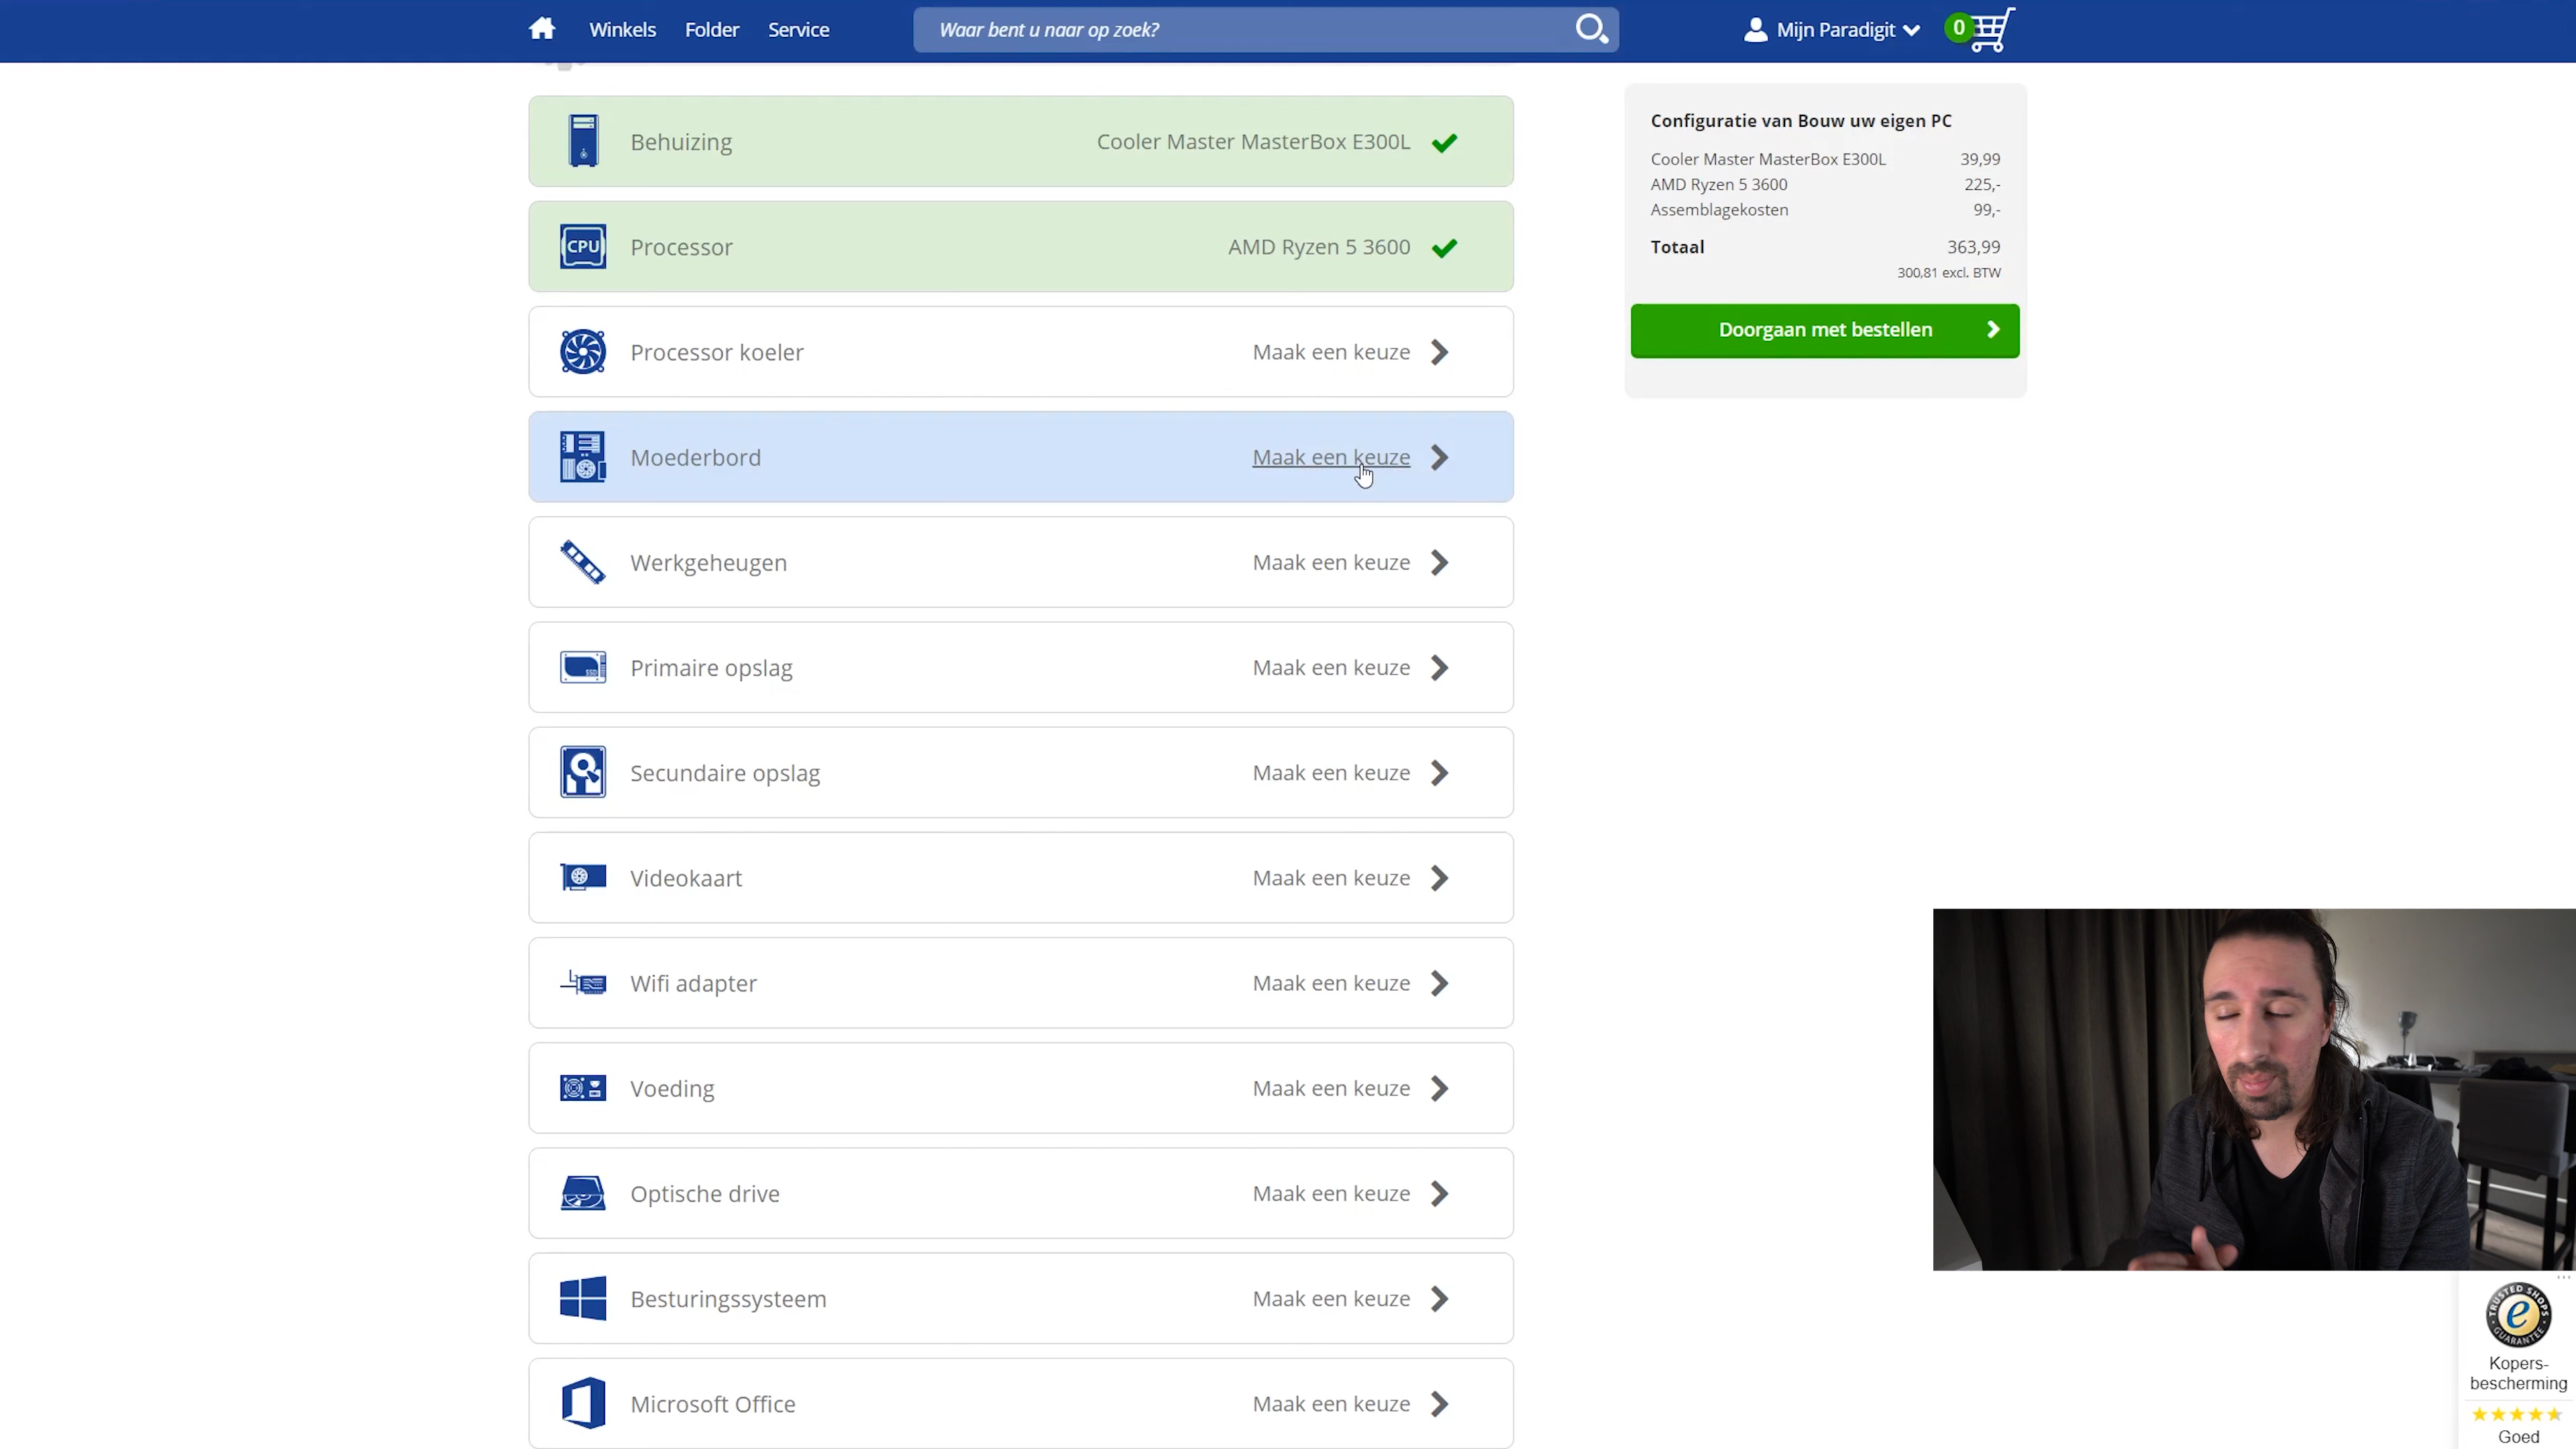 Winkels Folder Service Waar bent u naar op zoek? Mijn Paradigit 0
Behuizing Cooler Master MasterBox E300L
CPU Processor AMD Ryzen 5 3600
Processor koeler Maak een keuze
Moederbord Maak een keuze
Werkgeheugen Maak een keuze
SSD Primaire opslag Maak een keuze
Secundaire opslag Maak een keuze
Videokaart Maak een keuze
Wifi adapter Maak een keuze
Voeding Maak een keuze
Optische drive Maak een keuze
Besturingssysteem Maak een keuze
Microsoft Office Maak een keuze
Configuratie van Bouw uw eigen PC
Cooler Master MasterBox E300L 39,99
AMD Ryzen 5 3600 225,-
Assemblagekosten 99,-
Totaal 363,99
300,81 excl. BTW
Doorgaan met bestellen
TRUSTED SHOPS
e
GUARANTEE
Kopers-
bescherming
Goed